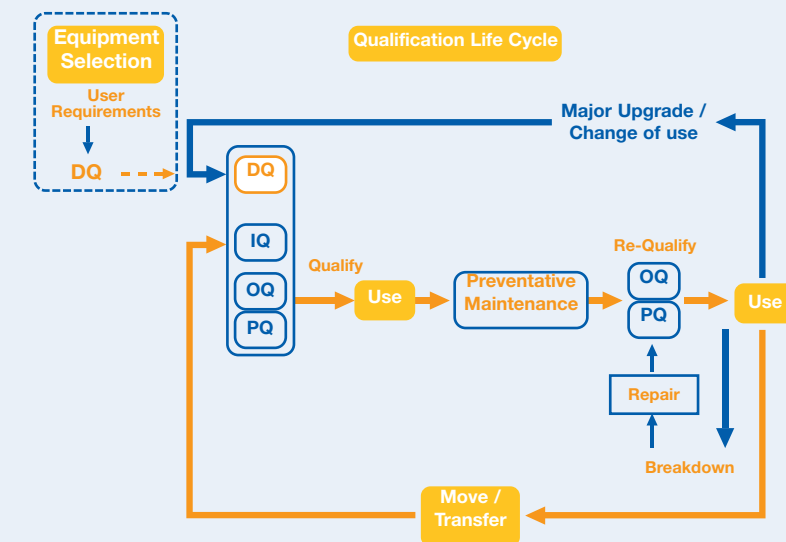 Equipment
Selection
User
Requirements
DQ
Qualification Life Cycle
Major Upgrade /
Change of use
DQ
IQ
OQ
PQ
Qualify
Use
Preventative
Maintenance
Re-Qualify
OQ
PQ
Use
Repair
Breakdown
Move /
Transfer